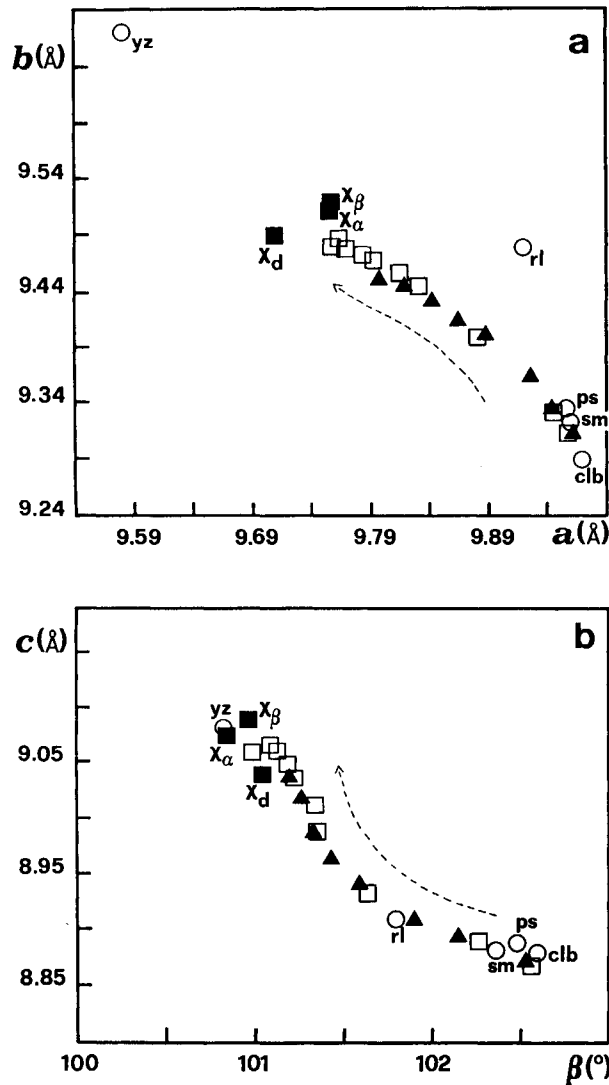 a
b(Å)
yz
9.54
χβ
χα
χd
rl
9.44
9.34
ps
sm
clb
9.24
9.59 9.69 9.79 9.89 a(Å)
b
c(Å)
yz
χβ
χα
9.05
χd
8.95
rl
ps
sm
clb
8.85
100 101 102 β(°)